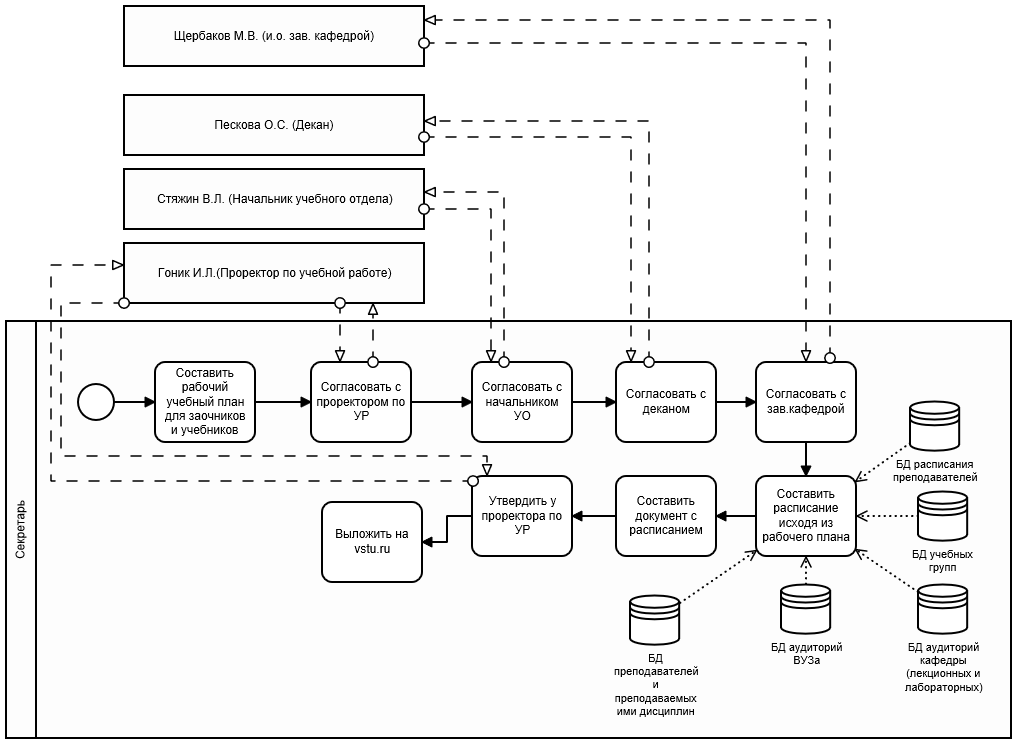 Щербаков М.В. (и.о. зав. кафедрой)
Пескова О.С. (Декан)
Стяжин В.Л. (Начальник учебного отдела)
Гоник И.Л.(Проректор по учебной работе)
Секретарь
Составить
рабочий
учебный план
для заочников
и учебников
Согласовать с
проректором по
УР
Согласовать с
начальником
УО
Согласовать с
деканом
Согласовать с
зав.кафедрой
БД расписания
преподавателей
Выложить на
vstu.ru
Утвердить у
проректора по
УР
Составить
документ с
расписанием
Составить
расписание
исходя из
рабочего плана
БД учебных
групп
БД
преподавателей
и
преподаваемых
ими дисциплин
БД аудиторий
ВУЗа
БД аудиторий
кафедры
(лекционных и
лабораторных)